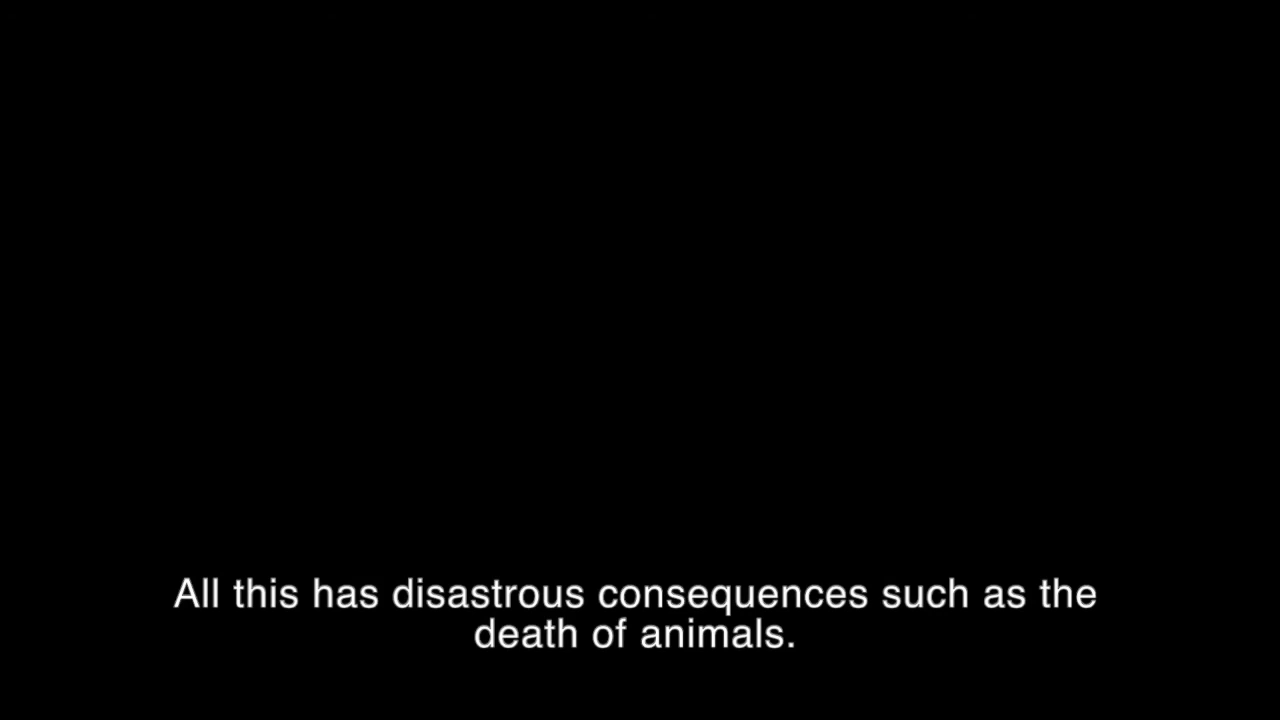 All this has disastrous consequences such as the
death of animals.